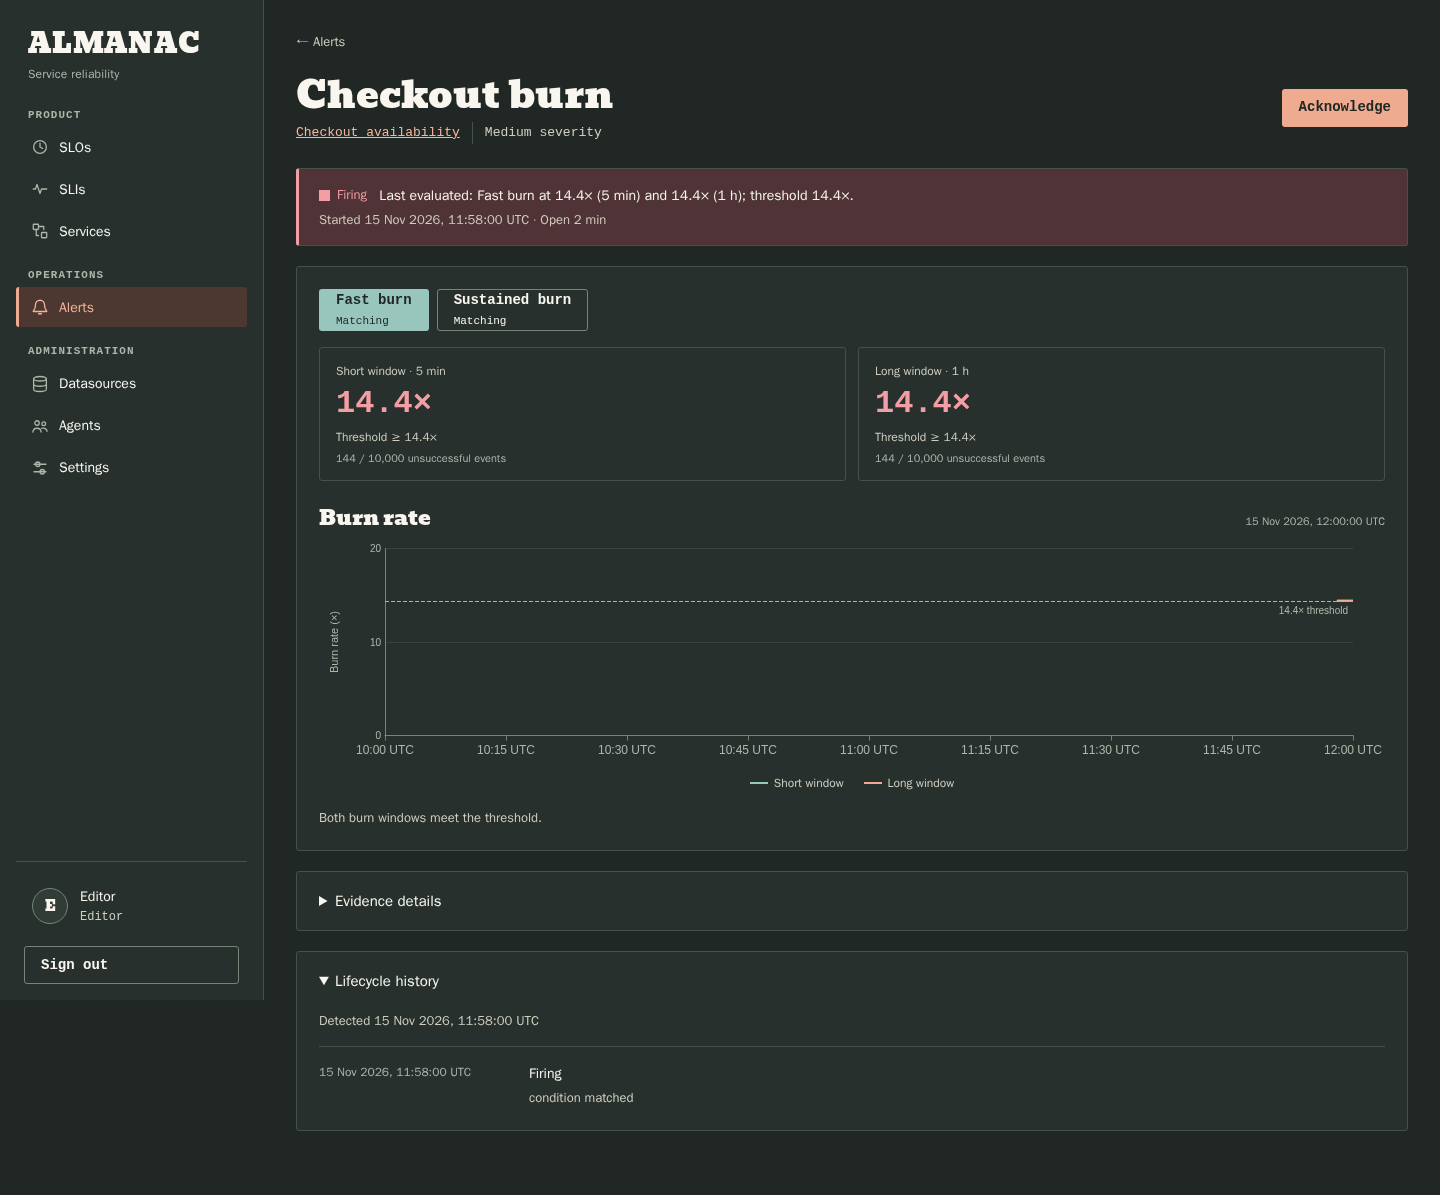 ALMANAC
Service reliability
PRODUCT
SLOs
SLIs
Services
OPERATIONS
Alerts
ADMINISTRATION
Datasources
Agents
Settings
E
Editor
Editor
Sign out
← Alerts
Checkout burn
Acknowledge
Checkout availability
Medium severity
Firing Last evaluated: Fast burn at 14.4× (5 min) and 14.4× (1 h); threshold 14.4×.
Started 15 Nov 2026, 11:58:00 UTC · Open 2 min
Fast burn
Matching
Sustained burn
Matching
Short window · 5 min
14.4×
Threshold ≥ 14.4×
144 / 10,000 unsuccessful events
Long window · 1 h
14.4×
Threshold ≥ 14.4×
144 / 10,000 unsuccessful events
Burn rate
15 Nov 2026, 12:00:00 UTC
Burn rate (×)
20
10
0
14.4× threshold
10:00 UTC 10:15 UTC 10:30 UTC 10:45 UTC 11:00 UTC 11:15 UTC 11:30 UTC 11:45 UTC 12:00 UTC
Short window Long window
Both burn windows meet the threshold.
Evidence details
Lifecycle history
Detected 15 Nov 2026, 11:58:00 UTC
15 Nov 2026, 11:58:00 UTC
Firing
condition matched